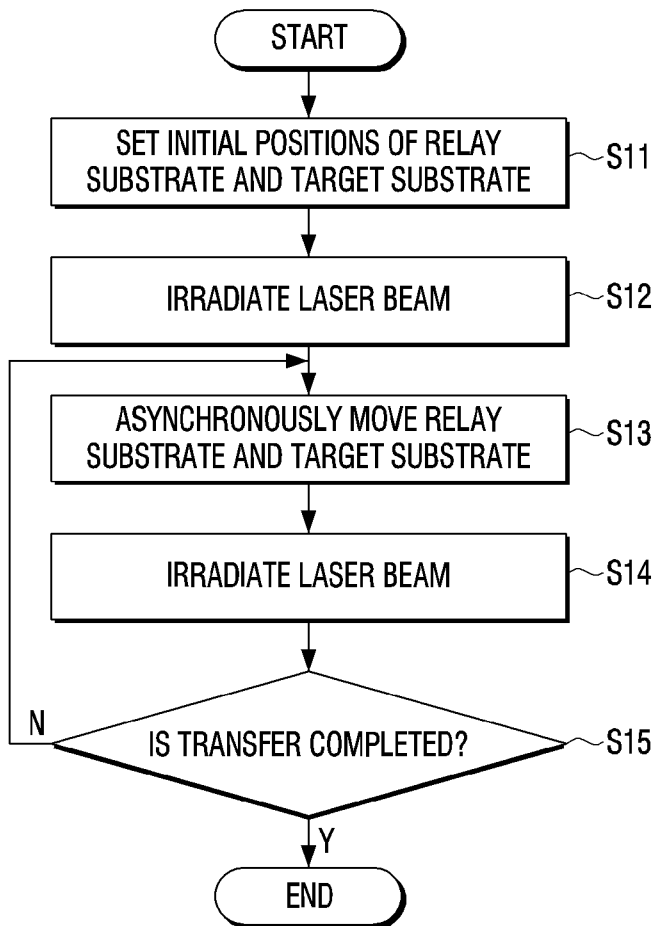 START
SET INITIAL POSITIONS OF RELAY
SUBSTRATE AND TARGET SUBSTRATE
S11
IRRADIATE LASER BEAM
S12
ASYNCHRONOUSLY MOVE RELAY
SUBSTRATE AND TARGET SUBSTRATE
S13
IRRADIATE LASER BEAM
S14
N
IS TRANSFER COMPLETED?
S15
Y
END